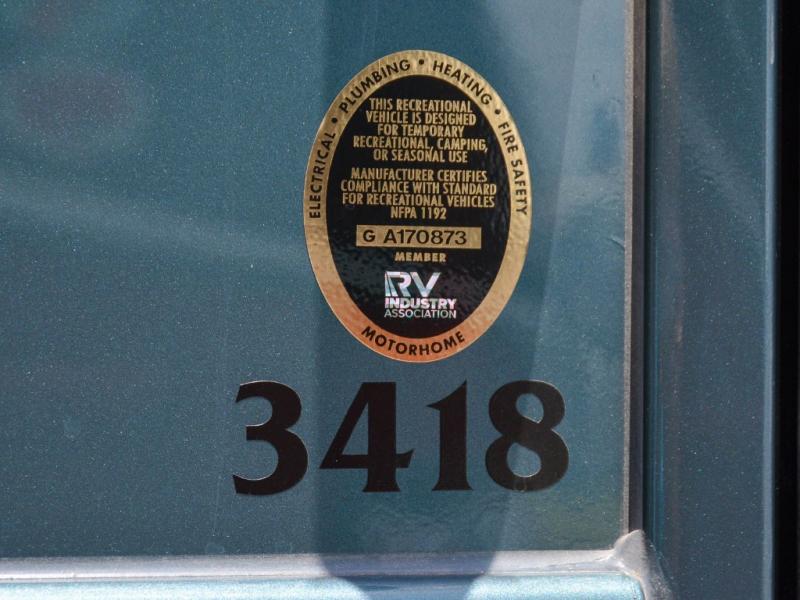 ELECTRICAL • PLUMBING • HEATING • FIRE SAFETY
THIS RECREATIONAL
VEHICLE IS DESIGNED
FOR TEMPORARY
RECREATIONAL, CAMPING,
OR SEASONAL USE
MANUFACTURER CERTIFIES
COMPLIANCE WITH STANDARD
FOR RECREATIONAL VEHICLES
NFPA 1192
G A170873
MEMBER
RV
INDUSTRY
ASSOCIATION
MOTORHOME
3418